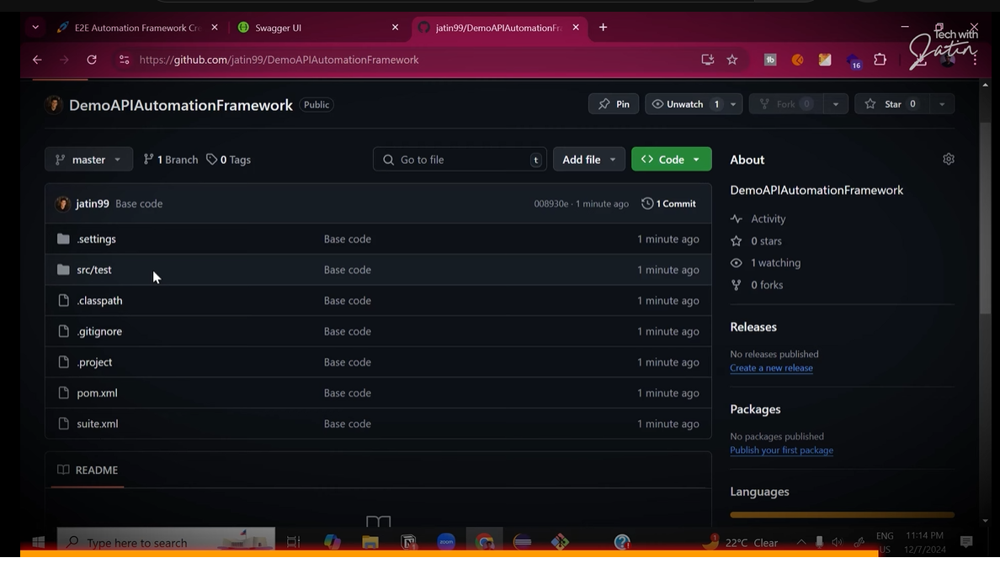 E2E Automation Framework Cr
Swagger UI
jatin99/DemoAPIAutomationFr
Tech with
Jatin
https://github.com/jatin99/DemoAPIAutomationFramework
fb
16
DemoAPIAutomationFramework Public
Pin
Unwatch 1
Fork 0
Star 0
master
1 Branch
0 Tags
Go to file t
Add file
<> Code
About
DemoAPIAutomationFramework
jatin99 Base code 008930e · 1 minute ago 1 Commit
.settings Base code 1 minute ago
src/test Base code 1 minute ago
.classpath Base code 1 minute ago
.gitignore Base code 1 minute ago
.project Base code 1 minute ago
pom.xml Base code 1 minute ago
suite.xml Base code 1 minute ago
README
Activity
0 stars
1 watching
0 forks
Releases
No releases published
Create a new release
Packages
No packages published
Publish your first package
Languages
Type here to search
zoom
1
22°C Clear
ENG
US
11:14 PM
12/7/2024